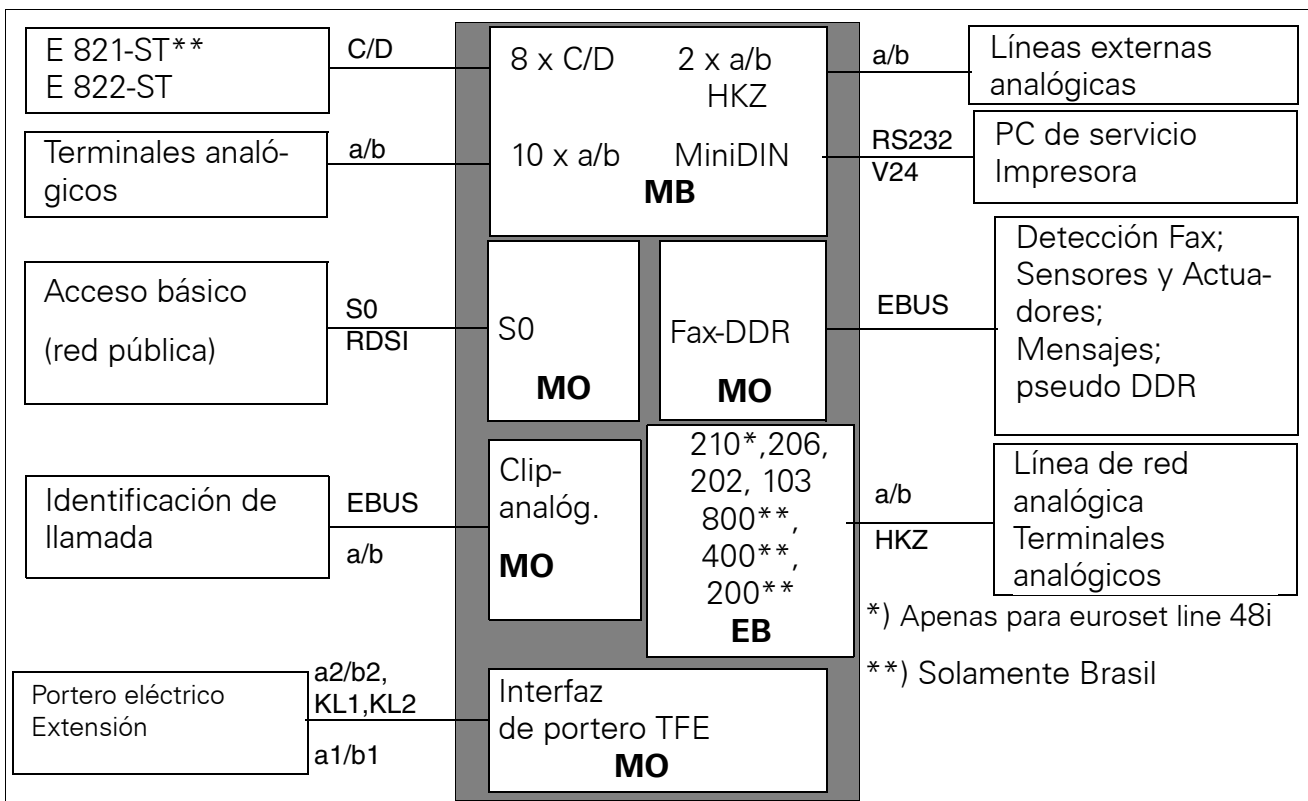 E 821-ST**
E 822-ST
C/D
8 x C/D
2 x a/b
HKZ
a/b
Líneas externas
analógicas
Terminales analó-
gicos
a/b
10 x a/b
MiniDIN
MB
RS232
V24
PC de servicio
Impresora
Acceso básico
(red pública)
S0
RDSI
S0
MO
Fax-DDR
MO
EBUS
Detección Fax;
Sensores y Actua-
dores;
Mensajes;
pseudo DDR
Identificación de
llamada
EBUS
a/b
Clip-
analóg.
MO
210*,206,
202, 103
800**,
400**,
200**
EB
a/b
HKZ
Línea de red
analógica
Terminales
analógicos
*) Apenas para euroset line 48i
**) Solamente Brasil
Portero eléctrico
Extensión
a2/b2,
KL1,KL2
a1/b1
Interfaz
de portero TFE
MO